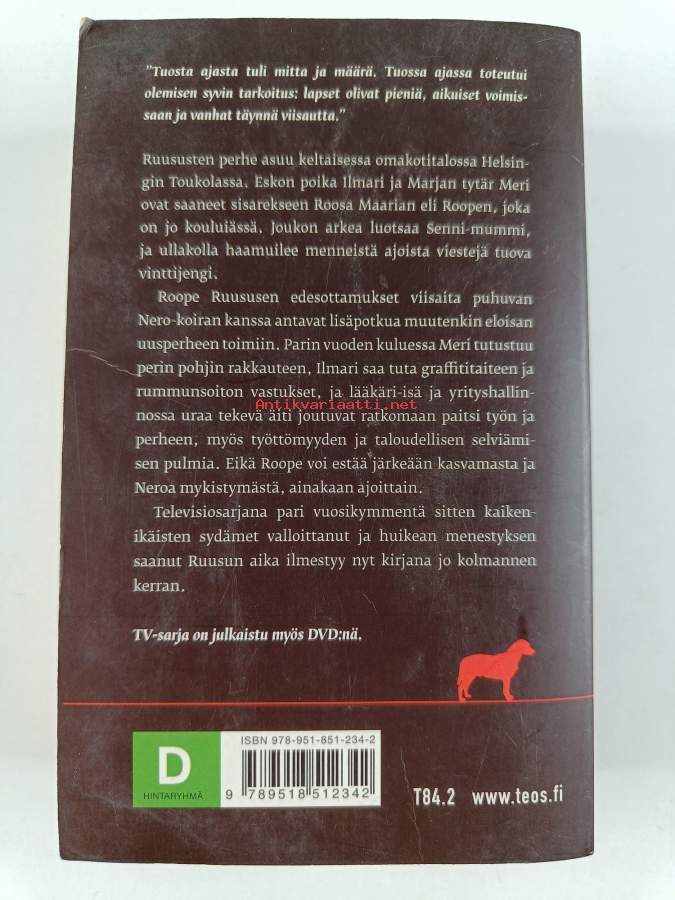 "Tuosta ajasta tuli mitta ja määrä. Tuossa ajassa toteutui
olemisen syvin tarkoitus: lapset olivat pieniä, aikuiset voimis-
saan ja vanhat täynnä viisautta."
Ruususten perhe asuu keltaisessa omakotitalossa Helsin-
gin Toukolassa. Eskon poika Ilmari ja Marjan tytär Meri
ovat saaneet sisarekseen Roosa Maarian eli Roopen, joka
on jo kouluiässä. Joukon arkea luotsaa Senni-mummi,
ja ullakolla haamuilee menneistä ajoista viestejä tuova
vinttijengi.
Roope Ruususen edesottamukset viisaita puhuvan
Nero-koiran kanssa antavat lisäpotkua muutenkin eloisan
uusperheen toimiin. Parin vuoden kuluessa Meri tutustuu
perin pohjin rakkauteen, Ilmari saa tuta graffititaiteen ja
rummunsoiton vastukset, ja lääkäri-isä ja yrityshallin-
Antikvariaatti.net
nossa uraa tekevä äiti joutuvat ratkomaan paitsi työn ja
perheen, myös työttömyyden ja taloudellisen selviämi-
sen pulmia. Eikä Roope voi estää järkeään kasvamasta ja
Neroa mykistymästä, ainakaan ajoittain.
Televisiosarjana pari vuosikymmentä sitten kaiken-
ikäisten sydämet valloittanut ja huikean menestyksen
saanut Ruusun aika ilmestyy nyt kirjana jo kolmannen
kerran.
TV-sarja on julkaistu myös DVD:nä.
D
HINTARYHMÄ
ISBN 978-951-851-234-2
9 789518 512342
T84.2 www.teos.fi